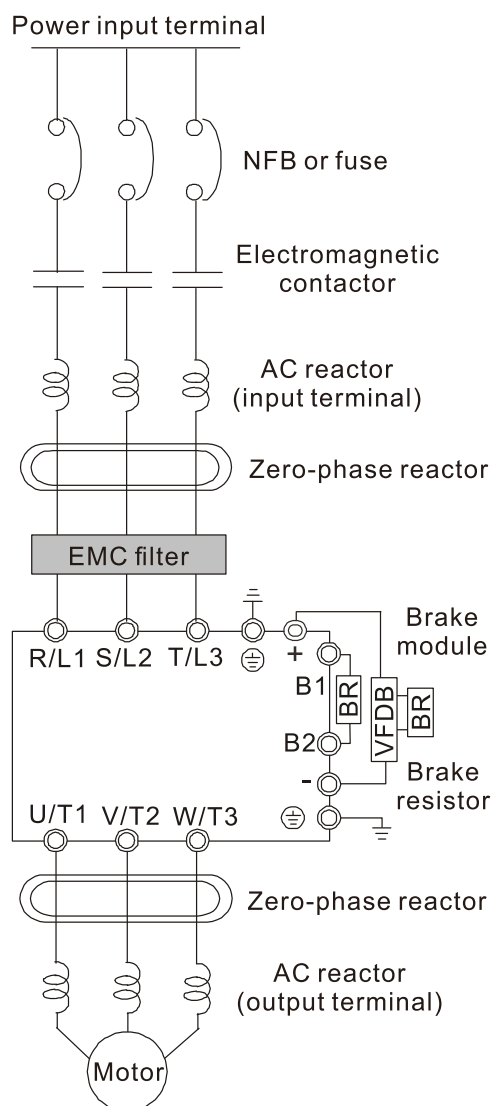 Power input terminal
NFB or fuse
Electromagnetic
contactor
AC reactor
(input terminal)
Zero-phase reactor
EMC filter
R/L1 S/L2 T/L3
+
Brake
module
B1
BR
VFDB
BR
B2
-
Brake
resistor
U/T1 V/T2 W/T3
Zero-phase reactor
AC reactor
(output terminal)
Motor